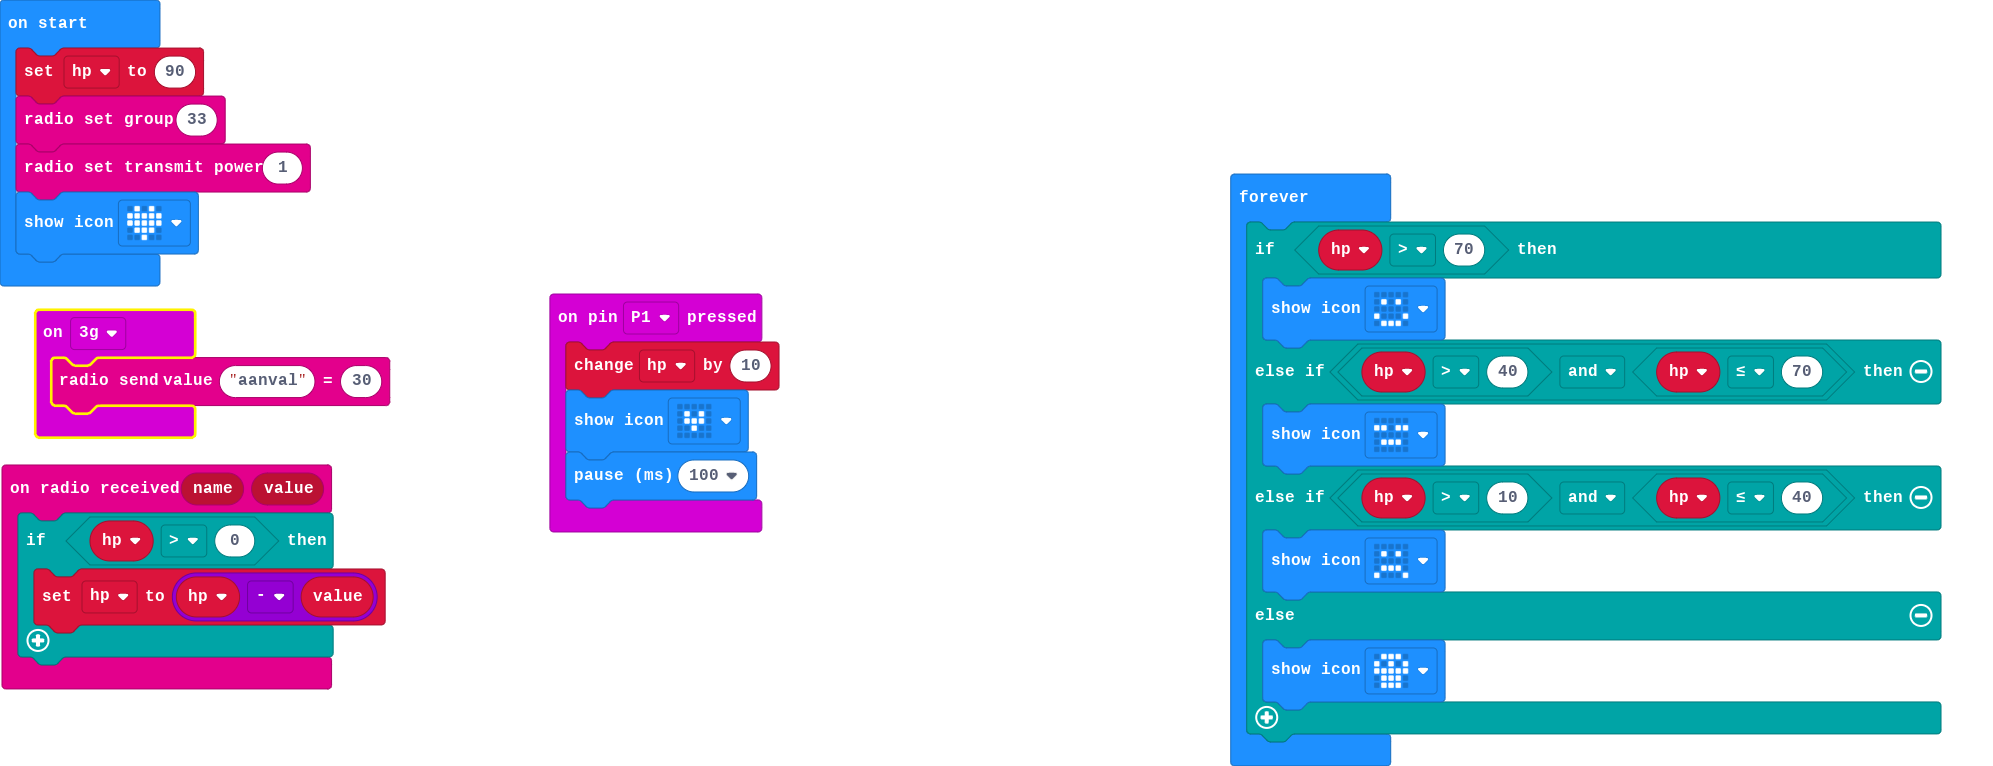 on start
set hp to 90
radio set group 33
radio set transmit power 1
show icon
on 3g
radio send value "aanval" = 30
on radio received name value
if hp > 0 then
set hp to hp - value
on pin P1 pressed
change hp by 10
show icon
pause (ms) 100
forever
if hp > 70 then
show icon
else if hp > 40 and hp ≤ 70 then
show icon
else if hp > 10 and hp ≤ 40 then
show icon
else
show icon